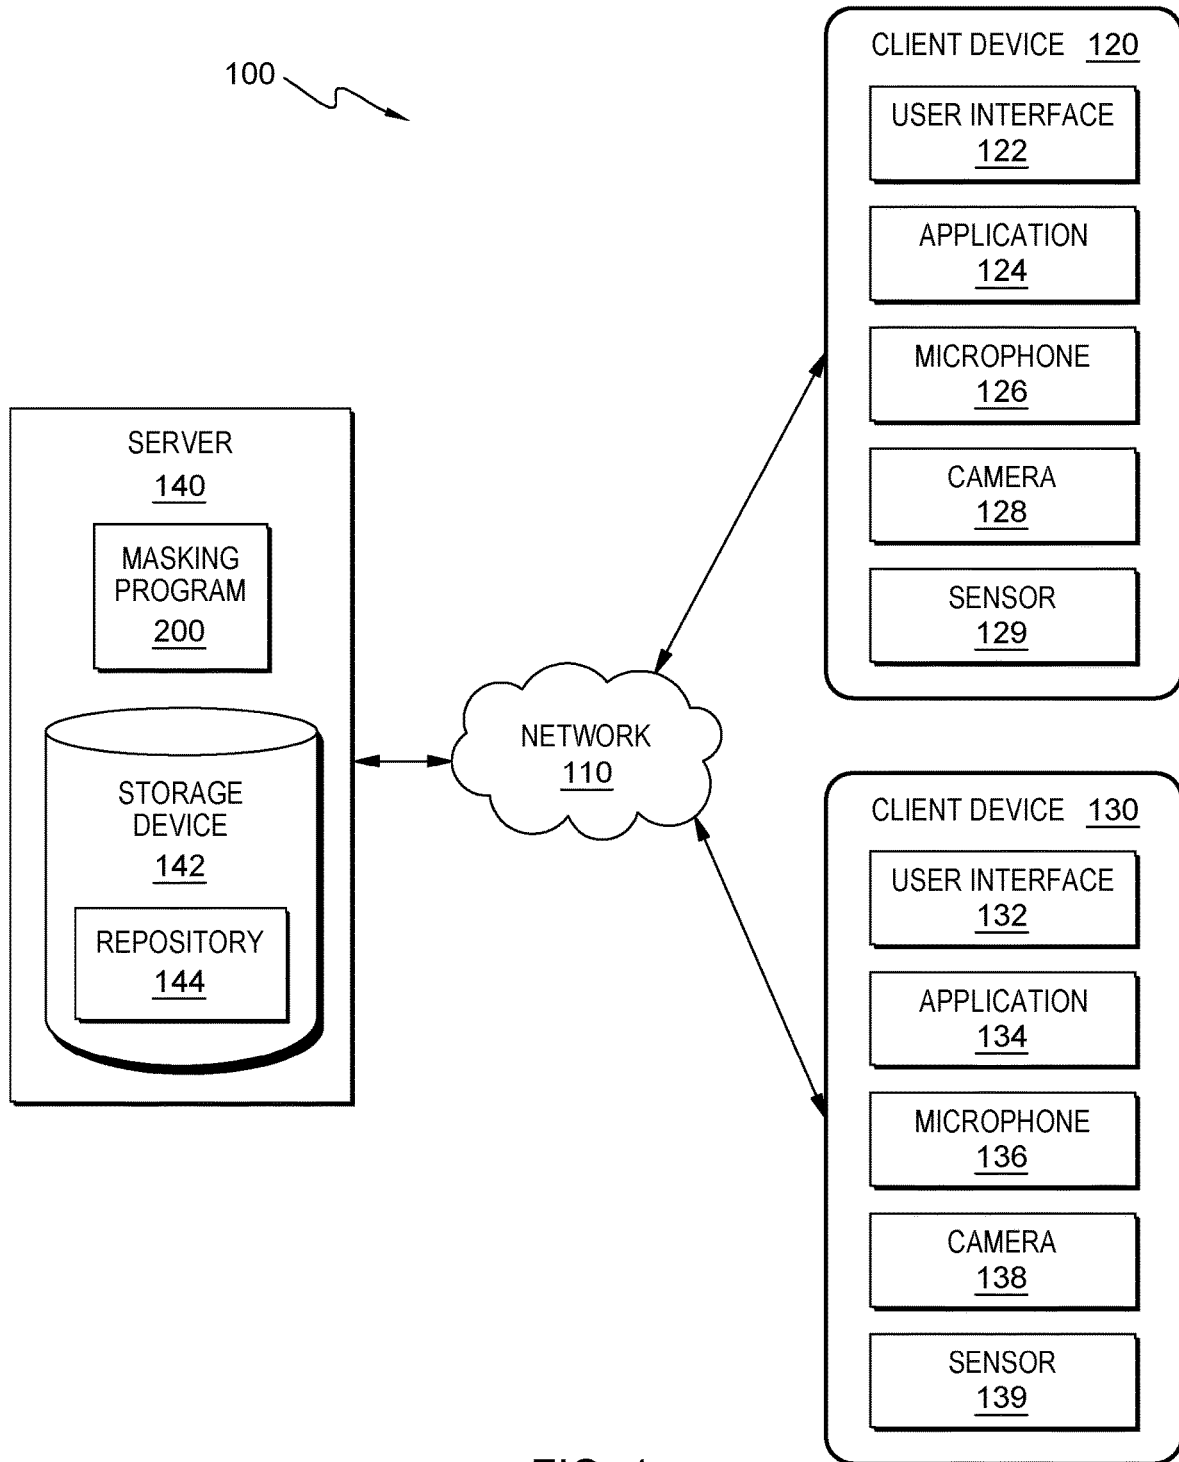 100
CLIENT DEVICE 120
USER INTERFACE
122
APPLICATION
124
MICROPHONE
126
CAMERA
128
SENSOR
129
SERVER
140
MASKING
PROGRAM
200
STORAGE
DEVICE
142
REPOSITORY
144
NETWORK
110
CLIENT DEVICE 130
USER INTERFACE
132
APPLICATION
134
MICROPHONE
136
CAMERA
138
SENSOR
139